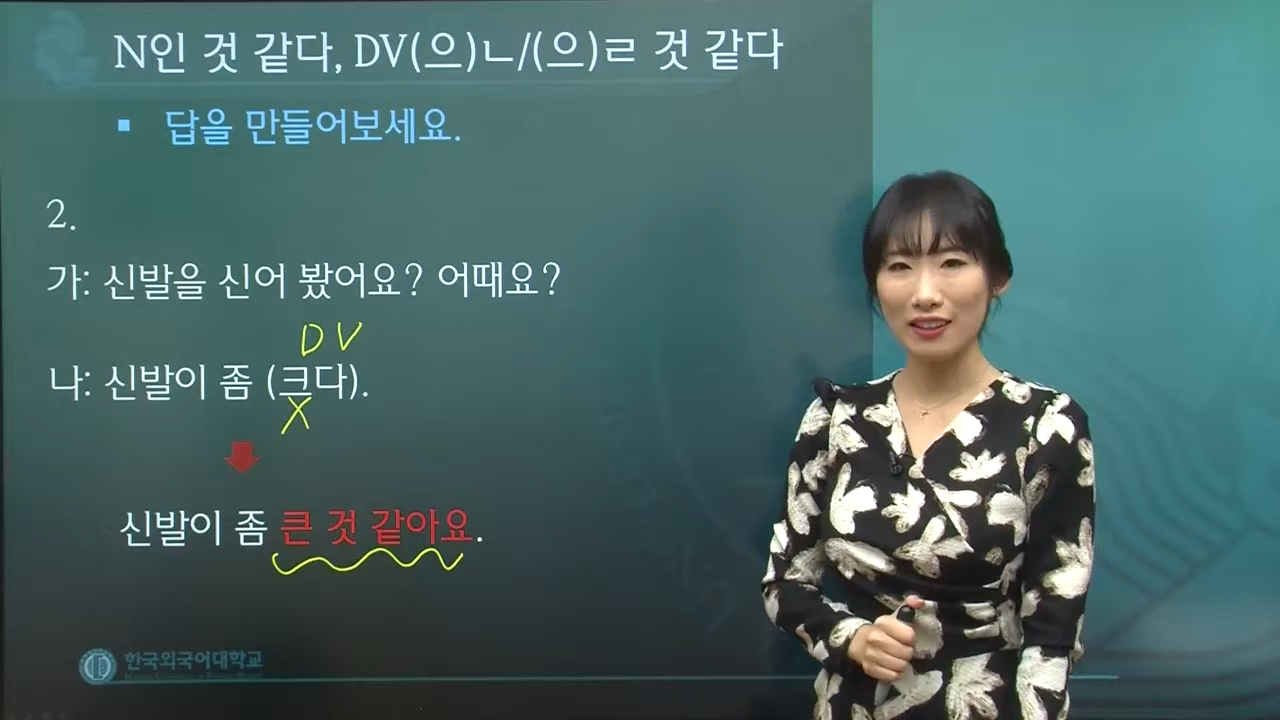 N인 것 같다, DV(으)ㄴ/(으)ㄹ 것 같다
▪ 답을 만들어보세요.
2.
가: 신발을 신어 봤어요? 어때요?
DV
나: 신발이 좀 (크다).
X
신발이 좀 큰 것 같아요.
한국외국어대학교